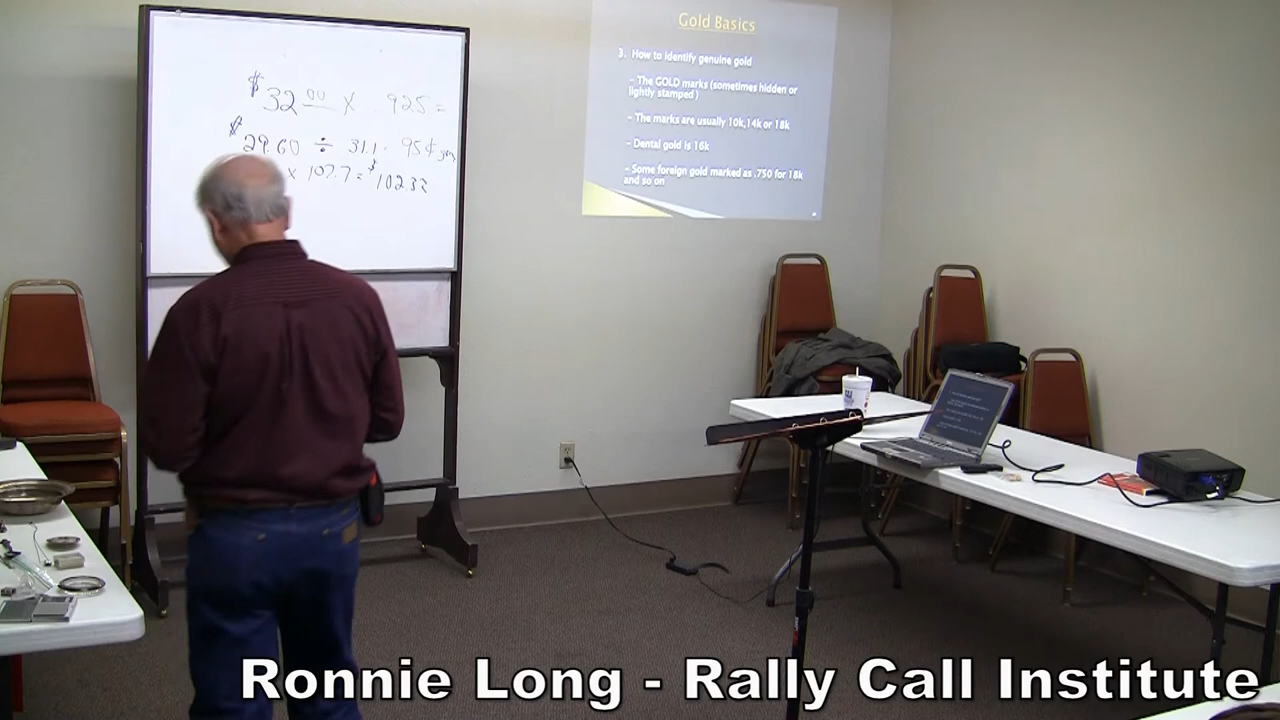 $32.00 x 925 =
$29.60 ÷ 31.1 = 95¢ gm
x 107.7 = $102.32
Gold Basics
3. How to identify genuine gold
– The GOLD marks (sometimes hidden or
lightly stamped )
– The marks are usually 10k,14k or 18k
– Dental gold is 16k
– Some foreign gold marked as .750 for 18k
and so on
Ronnie Long - Rally Call Institute